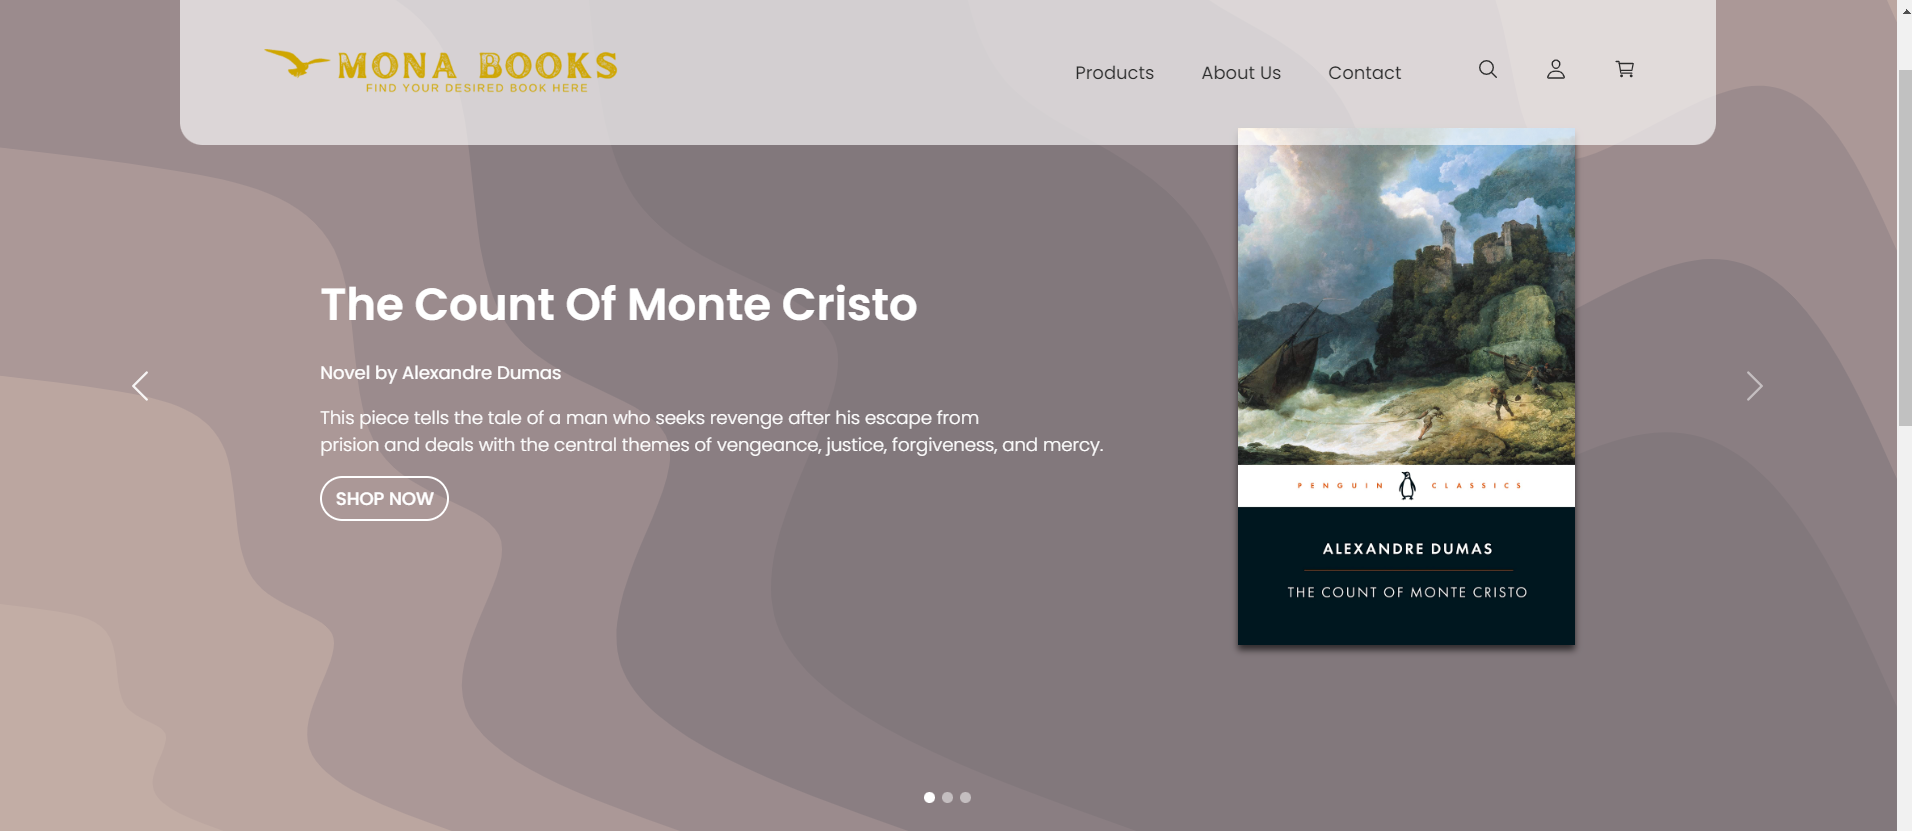 MONA BOOKS
FIND YOUR DESIRED BOOK HERE
Products About Us Contact
The Count Of Monte Cristo
Novel by Alexandre Dumas
This piece tells the tale of a man who seeks revenge after his escape from
prision and deals with the central themes of vengeance, justice, forgiveness, and mercy.
SHOP NOW
PENGUIN CLASSICS
ALEXANDRE DUMAS
THE COUNT OF MONTE CRISTO